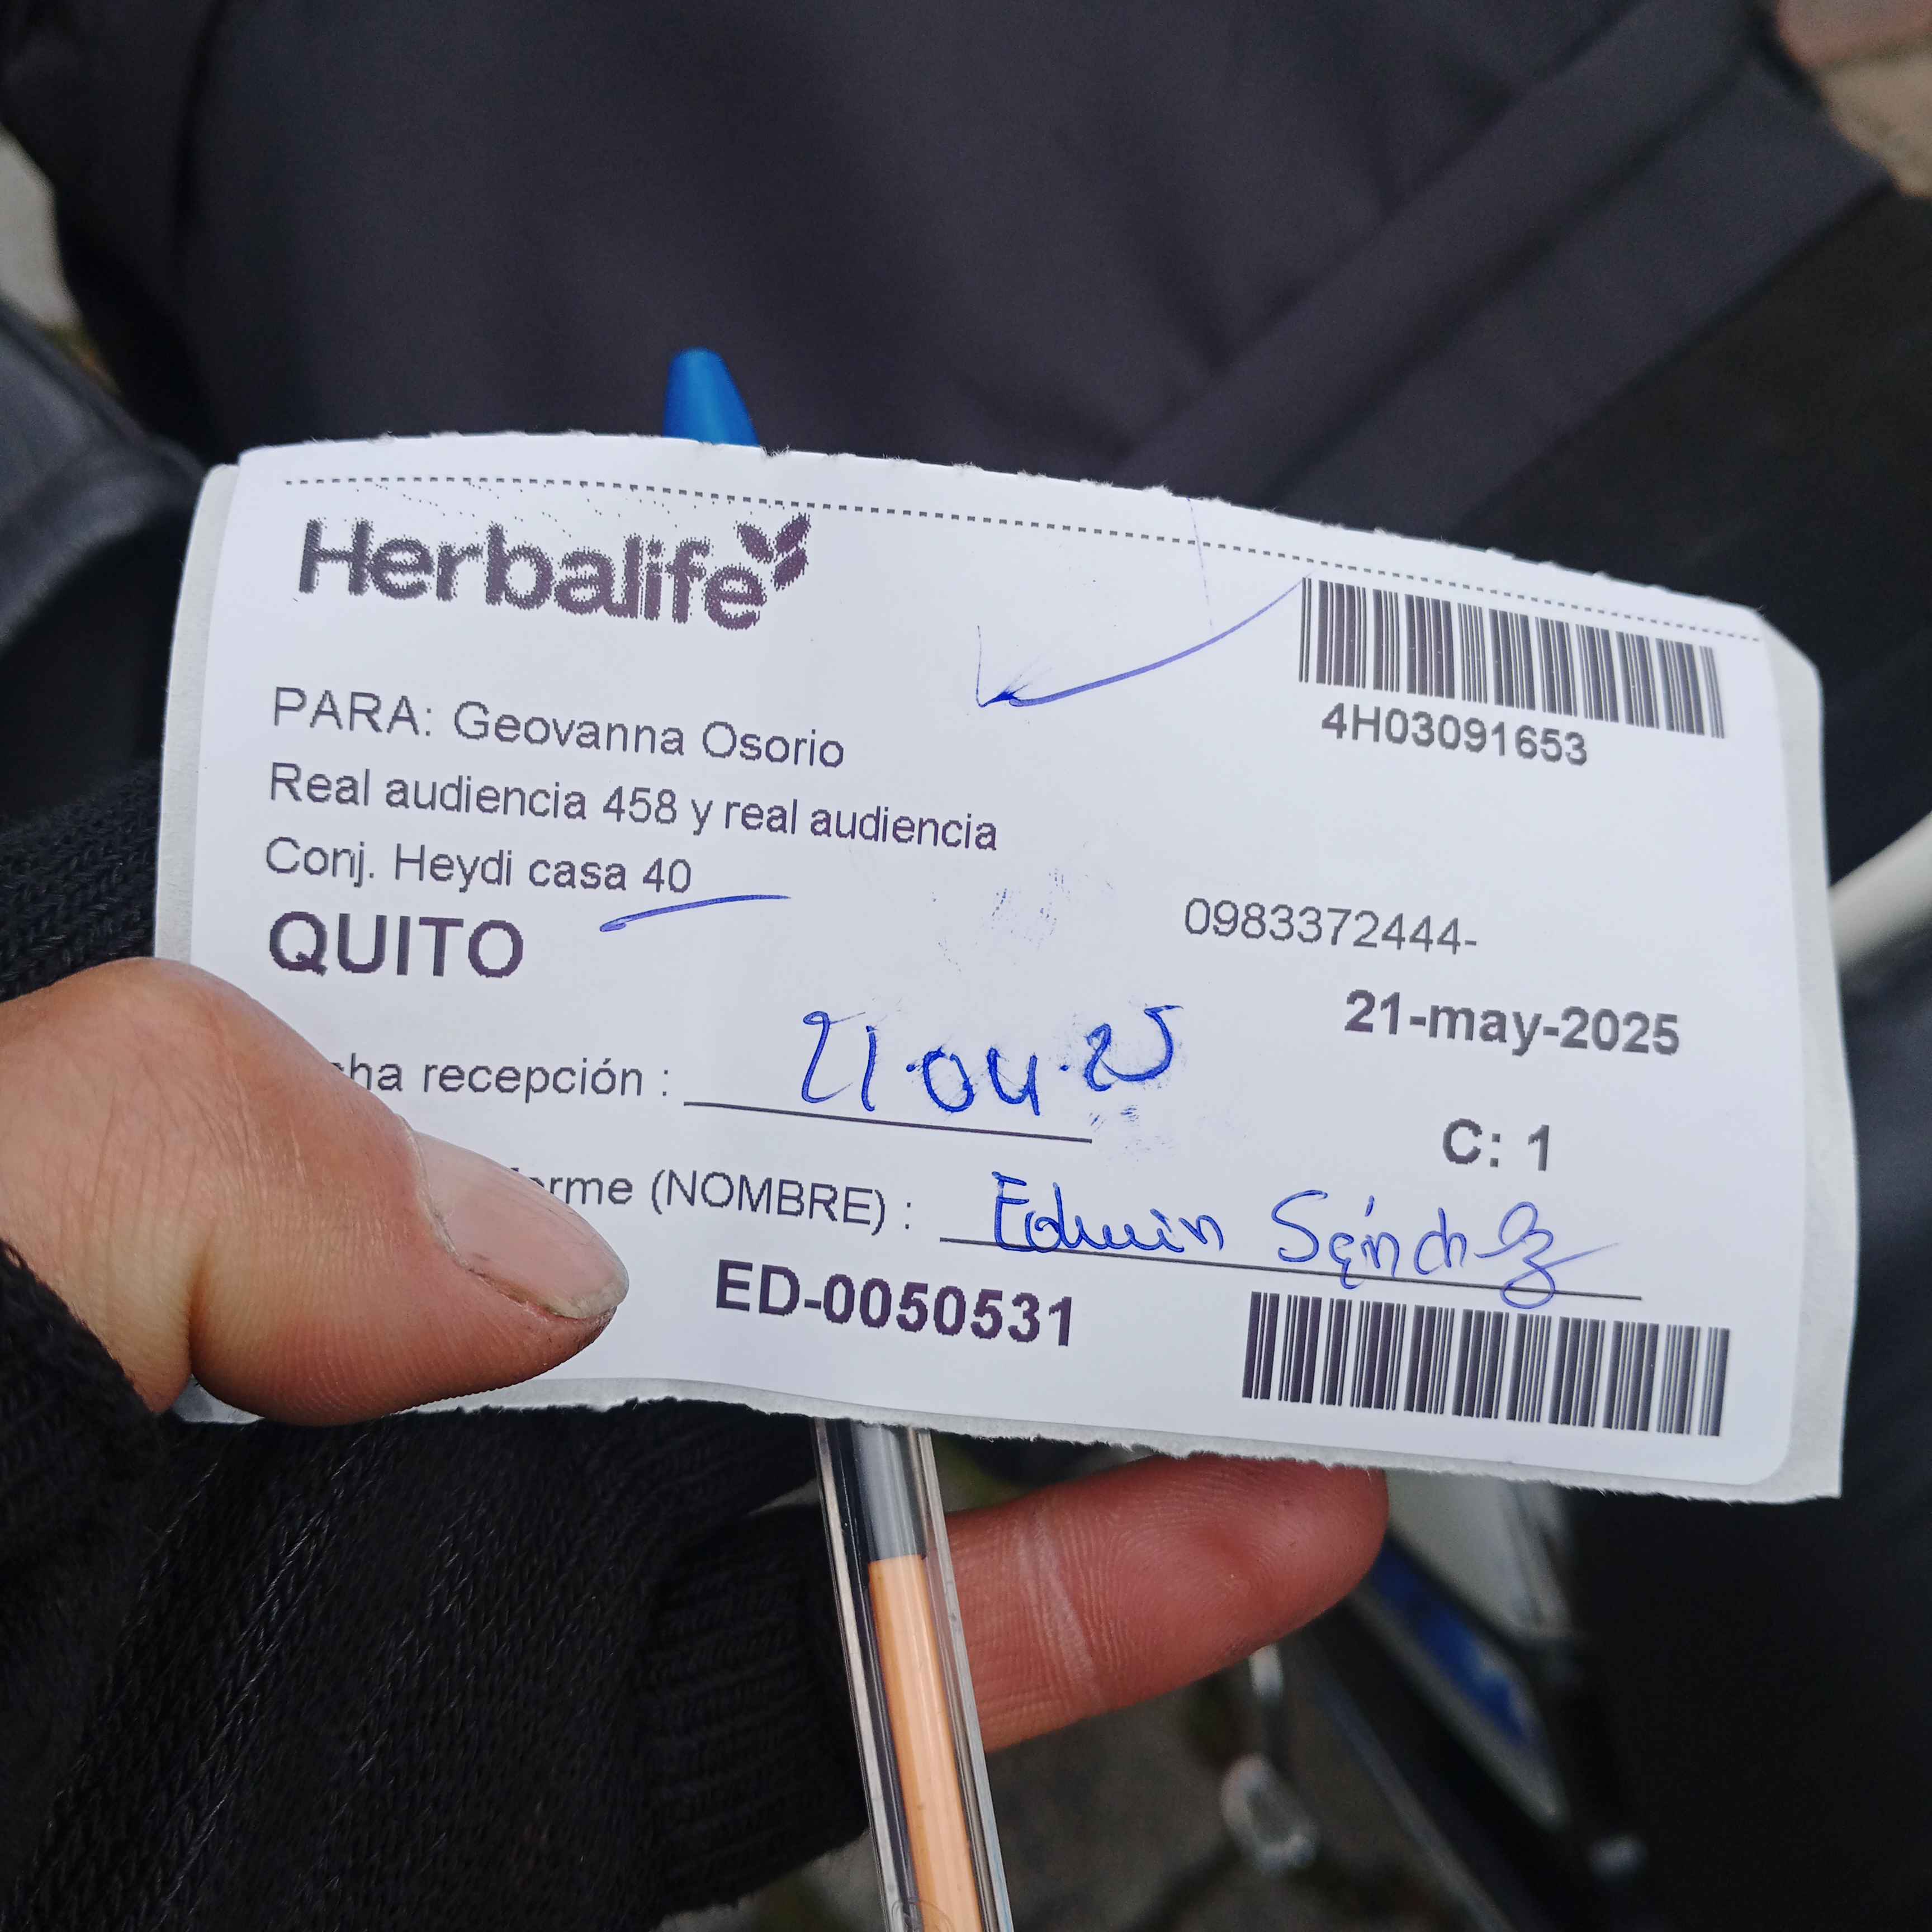 Herbalife
4H03091653
PARA: Geovanna Osorio
Real audiencia 458 y real audiencia
Conj. Heydi casa 40
0983372444-
QUITO
21-may-2025
ha recepción : 21.04.25
C: 1
rme (NOMBRE) : Edwin Sánchez
ED-0050531